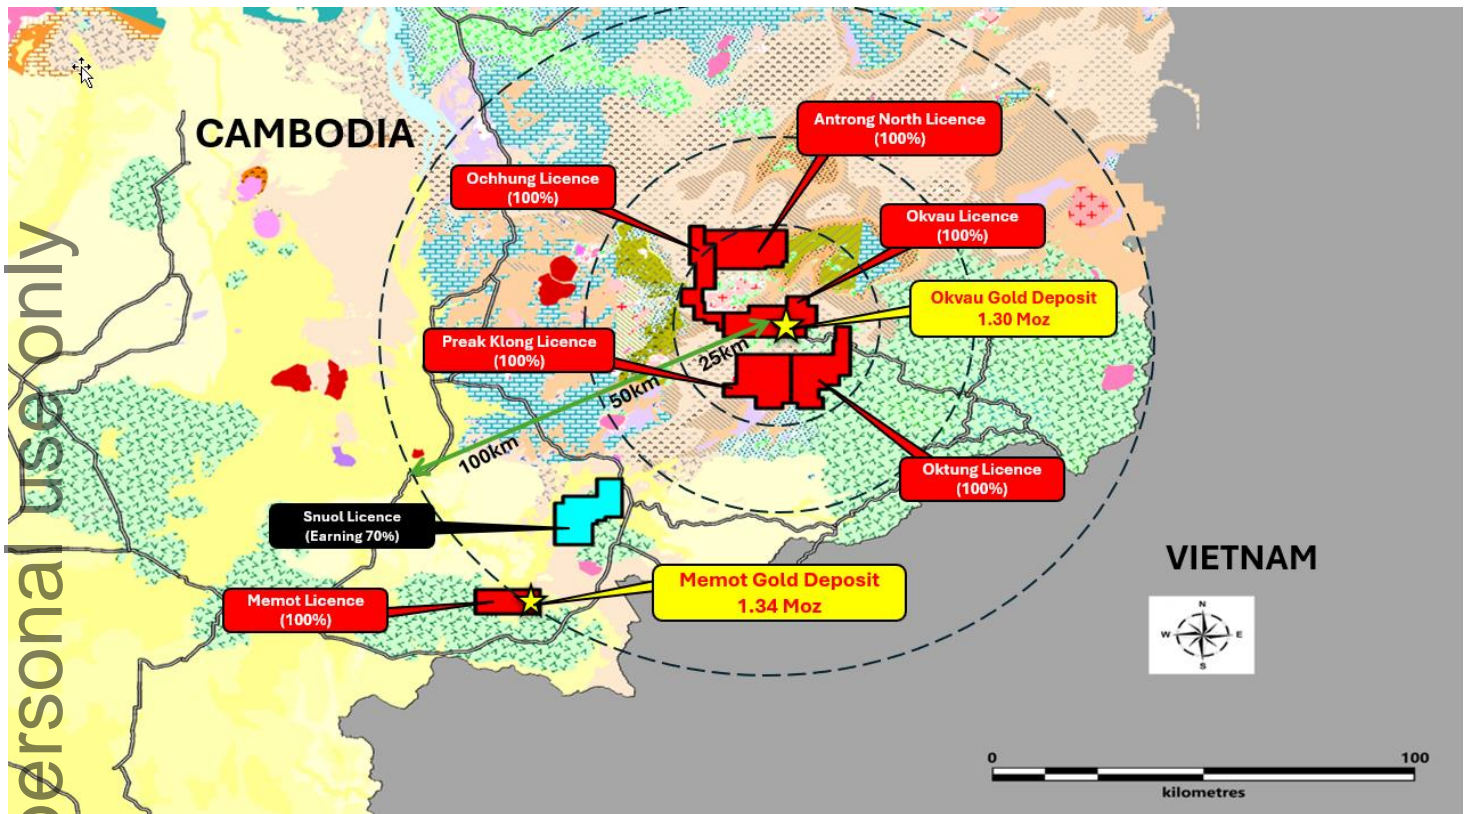 CAMBODIA
Antrong North Licence
(100%)
Ochhung Licence
(100%)
Okvau Licence
(100%)
Okvau Gold Deposit
1.30 Moz
Preak Klong Licence
(100%)
25km
50km
100km
Oktung Licence
(100%)
Snuol Licence
(Earning 70%)
Memot Gold Deposit
1.34 Moz
Memot Licence
(100%)
VIETNAM
N
W E
S
0 100
kilometres
personal use only